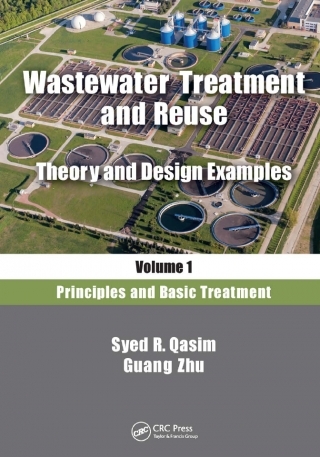 Wastewater Treatment
and Reuse
Theory and Design Examples
Volume 1
Principles and Basic Treatment
Syed R. Qasim
Guang Zhu
CRC
CRC Press
Taylor & Francis Group